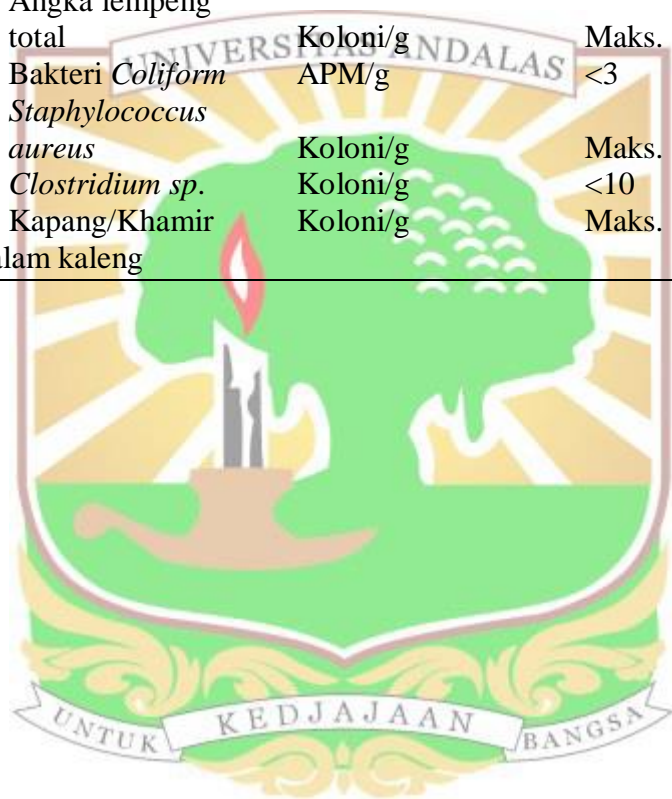 Angka lempeng
total Koloni/g Maks.
Bakteri Coliform APM/g <3
Staphylococcus
aureus Koloni/g Maks.
Clostridium sp. Koloni/g <10
Kapang/Khamir Koloni/g Maks.
alam kaleng
UNIVERSITAS ANDALAS
UNTUK KEDJAJAAN BANGSA